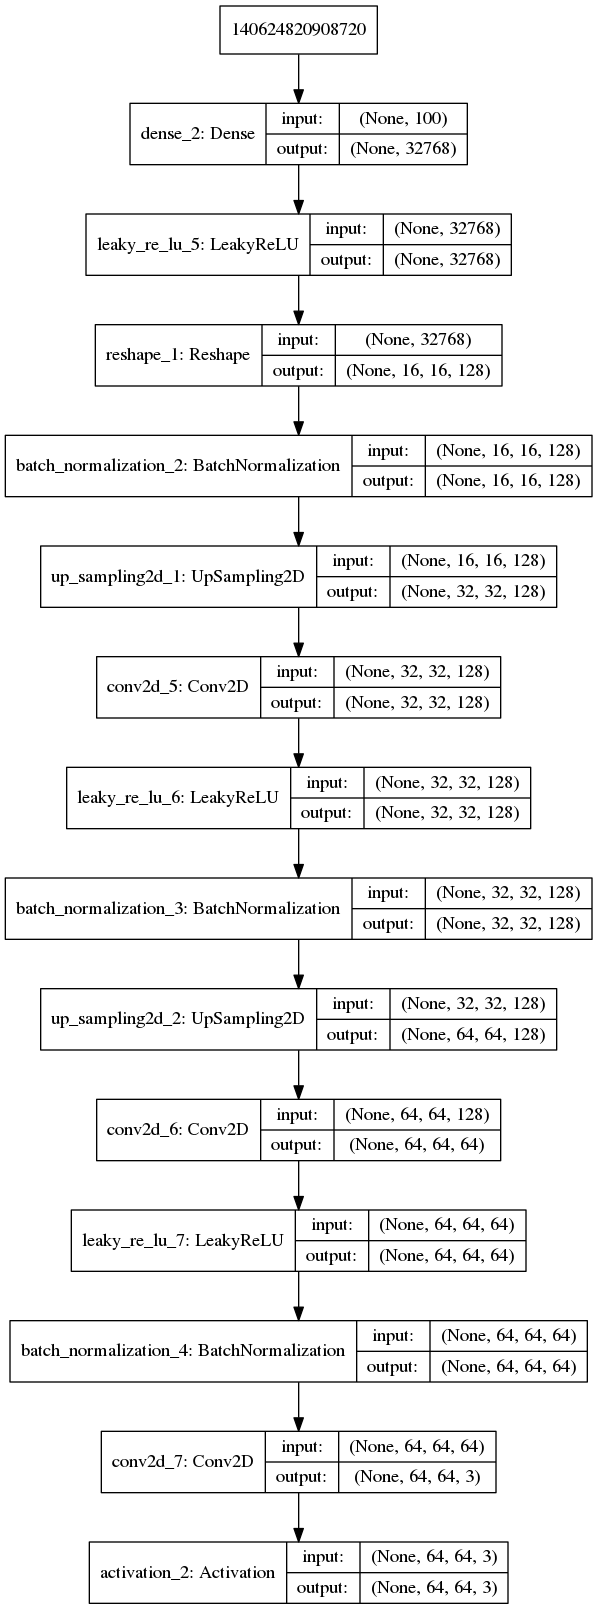 140624820908720
dense_2: Dense
input: (None, 100)
output: (None, 32768)
leaky_re_lu_5: LeakyReLU
input: (None, 32768)
output: (None, 32768)
reshape_1: Reshape
input: (None, 32768)
output: (None, 16, 16, 128)
batch_normalization_2: BatchNormalization
input: (None, 16, 16, 128)
output: (None, 16, 16, 128)
up_sampling2d_1: UpSampling2D
input: (None, 16, 16, 128)
output: (None, 32, 32, 128)
conv2d_5: Conv2D
input: (None, 32, 32, 128)
output: (None, 32, 32, 128)
leaky_re_lu_6: LeakyReLU
input: (None, 32, 32, 128)
output: (None, 32, 32, 128)
batch_normalization_3: BatchNormalization
input: (None, 32, 32, 128)
output: (None, 32, 32, 128)
up_sampling2d_2: UpSampling2D
input: (None, 32, 32, 128)
output: (None, 64, 64, 128)
conv2d_6: Conv2D
input: (None, 64, 64, 128)
output: (None, 64, 64, 64)
leaky_re_lu_7: LeakyReLU
input: (None, 64, 64, 64)
output: (None, 64, 64, 64)
batch_normalization_4: BatchNormalization
input: (None, 64, 64, 64)
output: (None, 64, 64, 64)
conv2d_7: Conv2D
input: (None, 64, 64, 64)
output: (None, 64, 64, 3)
activation_2: Activation
input: (None, 64, 64, 3)
output: (None, 64, 64, 3)